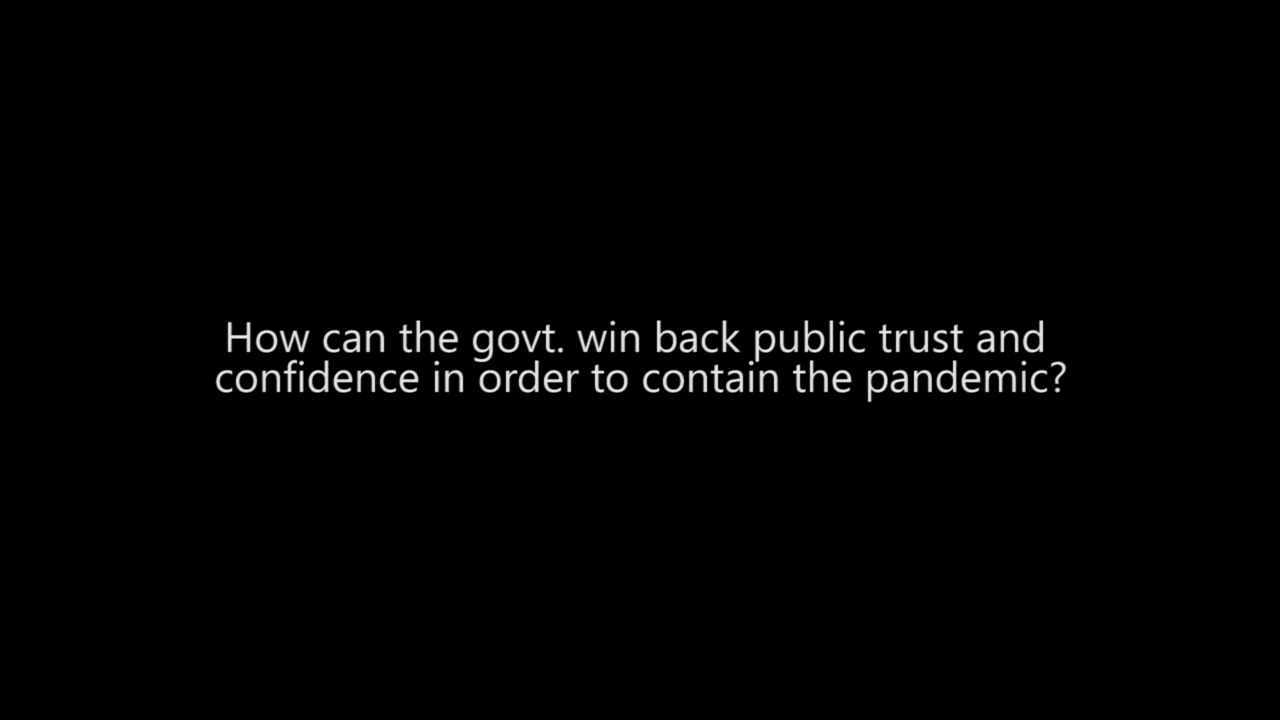 How can the govt. win back public trust and
confidence in order to contain the pandemic?